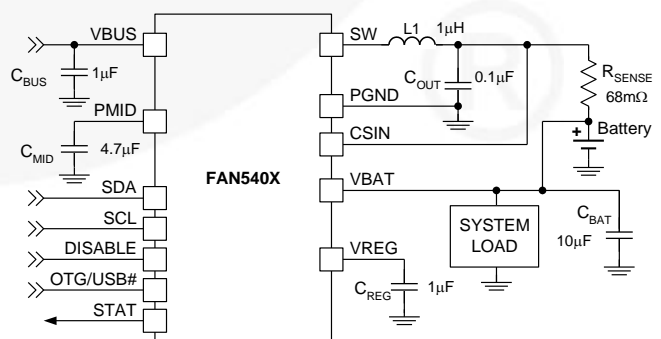 VBUS
C_BUS
1µF
PMID
C_MID
4.7µF
SDA
SCL
DISABLE
OTG/USB#
STAT
FAN540X
SW
L1
1µH
C_OUT
0.1µF
PGND
CSIN
VBAT
VREG
C_REG
1µF
R_SENSE
68mΩ
+
Battery
SYSTEM
LOAD
C_BAT
10µF
R